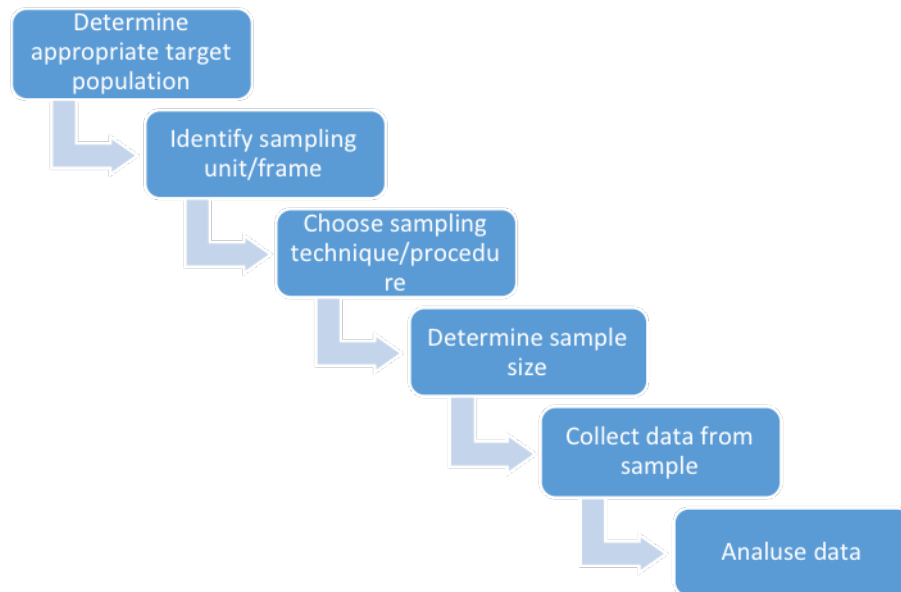 Determine
appropriate target
population
Identify sampling
unit/frame
Choose sampling
technique/procedu
re
Determine sample
size
Collect data from
sample
Analuse data